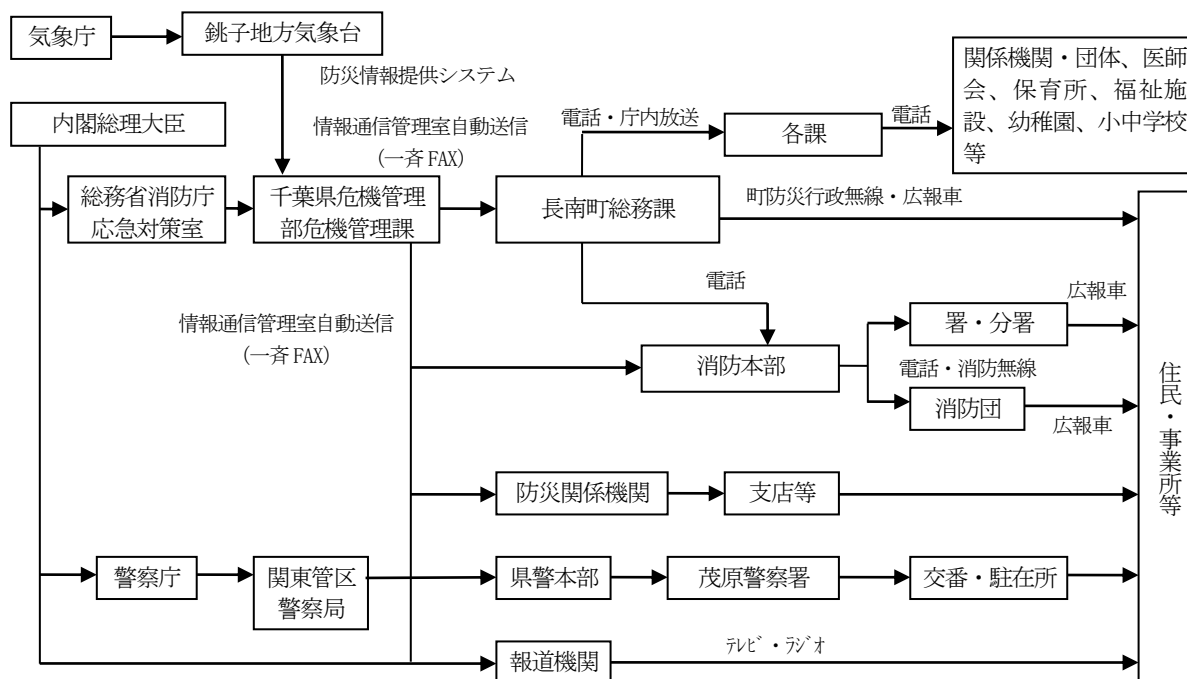 気象庁
銚子地方気象台
防災情報提供システム
関係機関・団体、医師
会、保育所、福祉施
設、幼稚園、小中学校
等
内閣総理大臣
情報通信管理室自動送信
(一斉 FAX)
電話・庁内放送
各課
電話
総務省消防庁
応急対策室
千葉県危機管理
部危機管理課
長南町総務課
町防災行政無線・広報車
電話
情報通信管理室自動送信
(一斉 FAX)
消防本部
署・分署
広報車
電話・消防無線
消防団
広報車
住民・事業所等
防災関係機関
支店等
警察庁
関東管区
警察局
県警本部
茂原警察署
交番・駐在所
報道機関
ﾃﾚﾋﾞ・ﾗｼﾞｵ